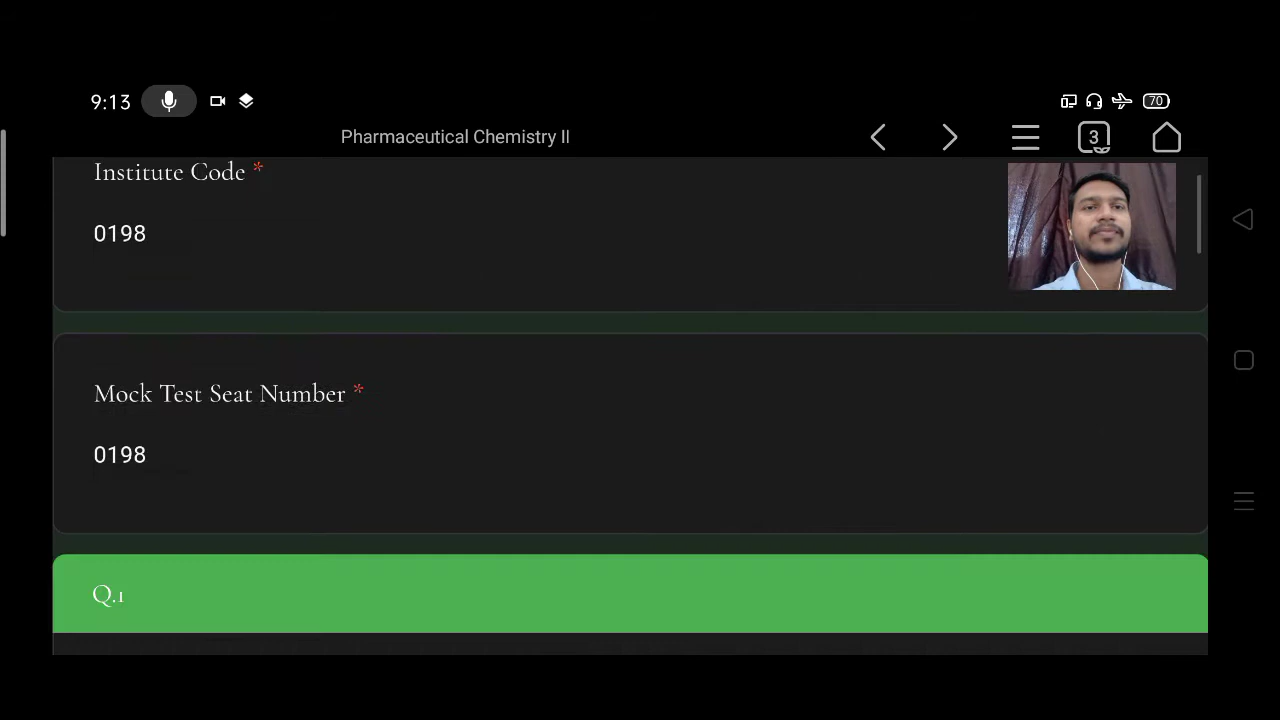 9:13
70
Pharmaceutical Chemistry II
3
Institute Code *
0198
Mock Test Seat Number *
0198
Q.1